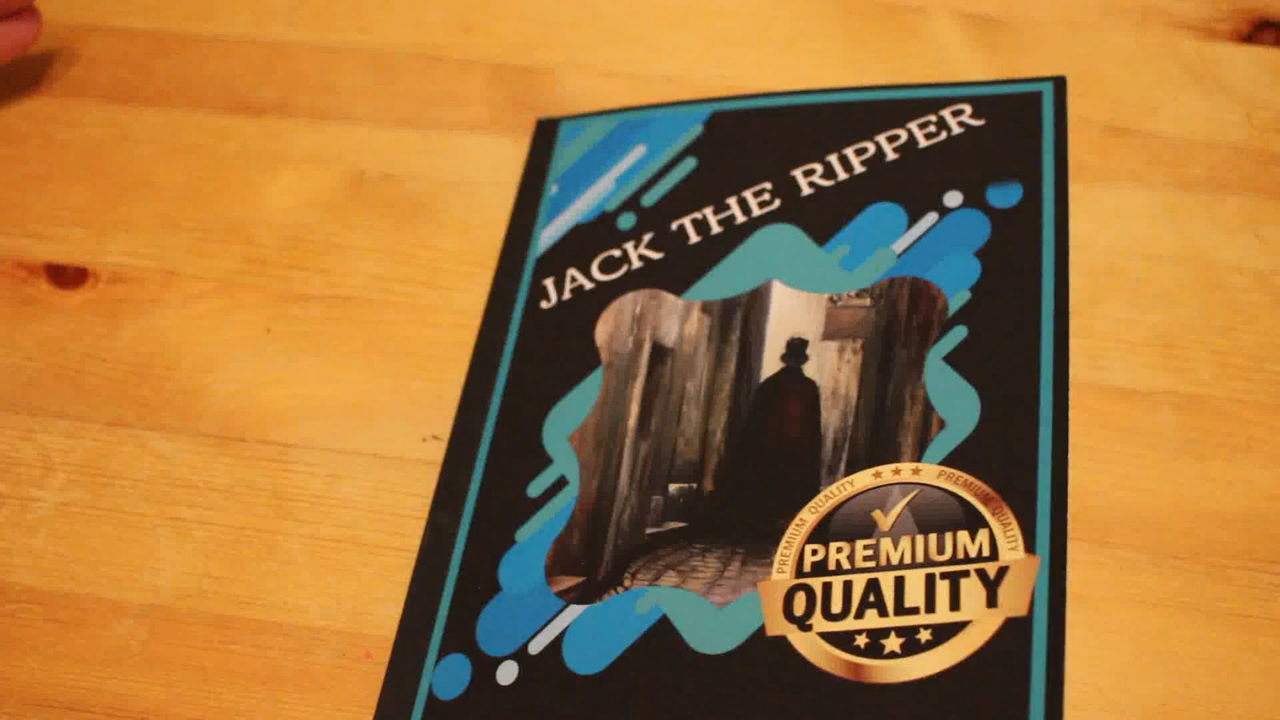 JACK THE RIPPER
PREMIUM QUALITY ★★★ PREMIUM QUALITY
PREMIUM
QUALITY